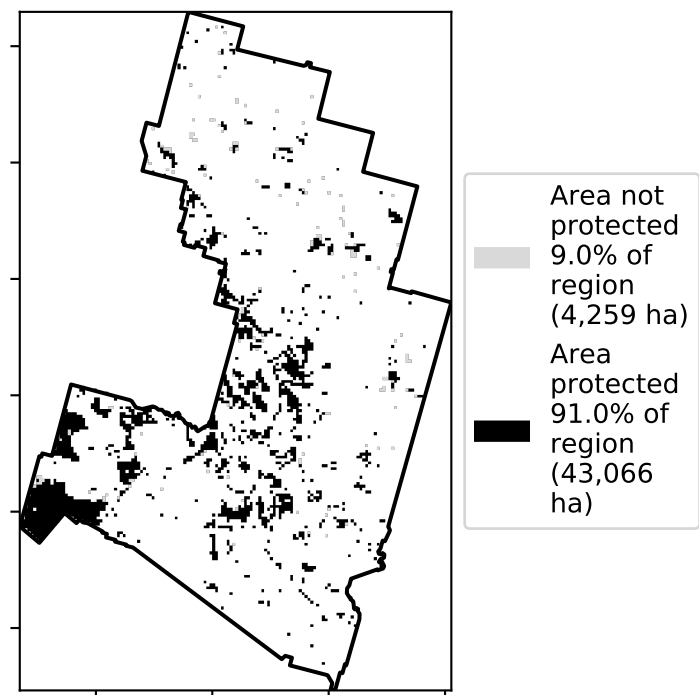 Area not
protected
9.0% of
region
(4,259 ha)
Area
protected
91.0% of
region
(43,066
ha)